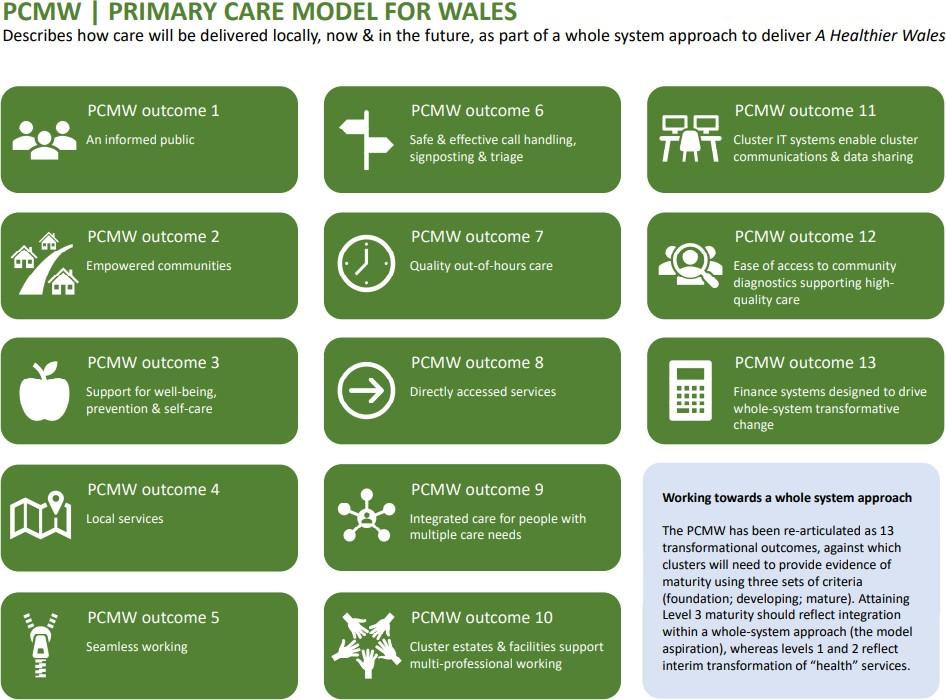 PCMW | PRIMARY CARE MODEL FOR WALES
Describes how care will be delivered locally, now & in the future, as part of a whole system approach to deliver A Healthier Wales
PCMW outcome 1
An informed public
PCMW outcome 2
Empowered communities
PCMW outcome 3
Support for well-being,
prevention & self-care
PCMW outcome 4
Local services
PCMW outcome 5
Seamless working
PCMW outcome 6
Safe & effective call handling,
signposting & triage
PCMW outcome 7
Quality out-of-hours care
PCMW outcome 8
Directly accessed services
PCMW outcome 9
Integrated care for people with
multiple care needs
PCMW outcome 10
Cluster estates & facilities support
multi-professional working
PCMW outcome 11
Cluster IT systems enable cluster
communications & data sharing
PCMW outcome 12
Ease of access to community
diagnostics supporting high-
quality care
PCMW outcome 13
Finance systems designed to drive
whole-system transformative
change
Working towards a whole system approach
The PCMW has been re-articulated as 13
transformational outcomes, against which
clusters will need to provide evidence of
maturity using three sets of criteria
(foundation; developing; mature). Attaining
Level 3 maturity should reflect integration
within a whole-system approach (the model
aspiration), whereas levels 1 and 2 reflect
interim transformation of “health” services.